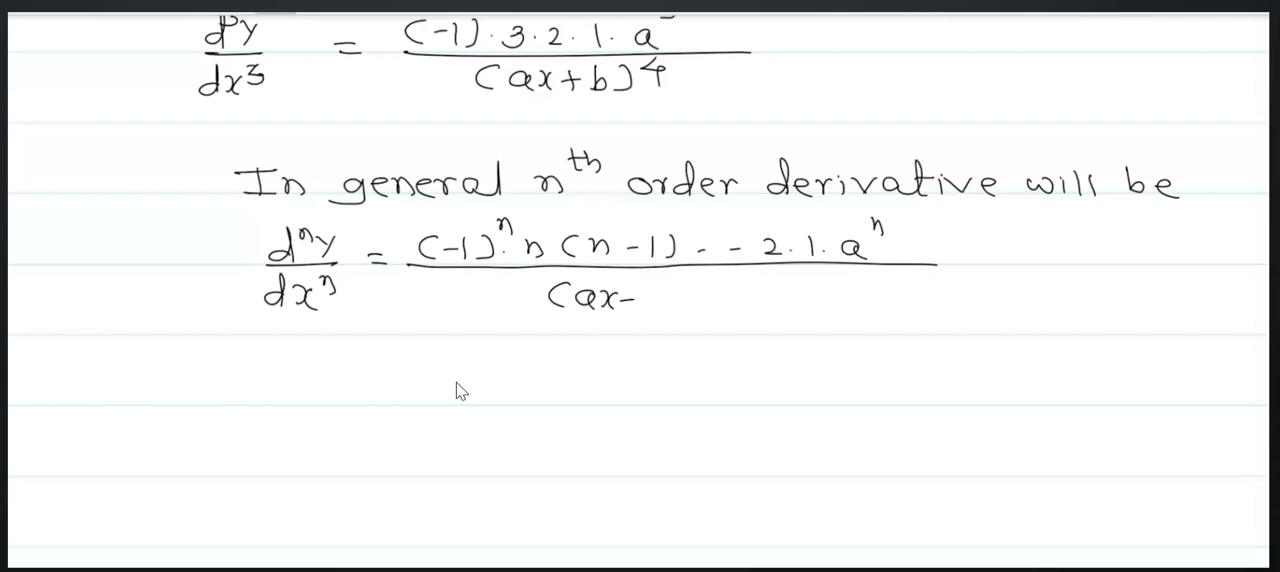 d³y/dx³ = (-1)·3·2·1·a / (ax+b)⁴
In general nᵗʰ order derivative will be
dⁿy/dxⁿ = (-1)ⁿ·n(n-1)--2·1·aⁿ / (ax-